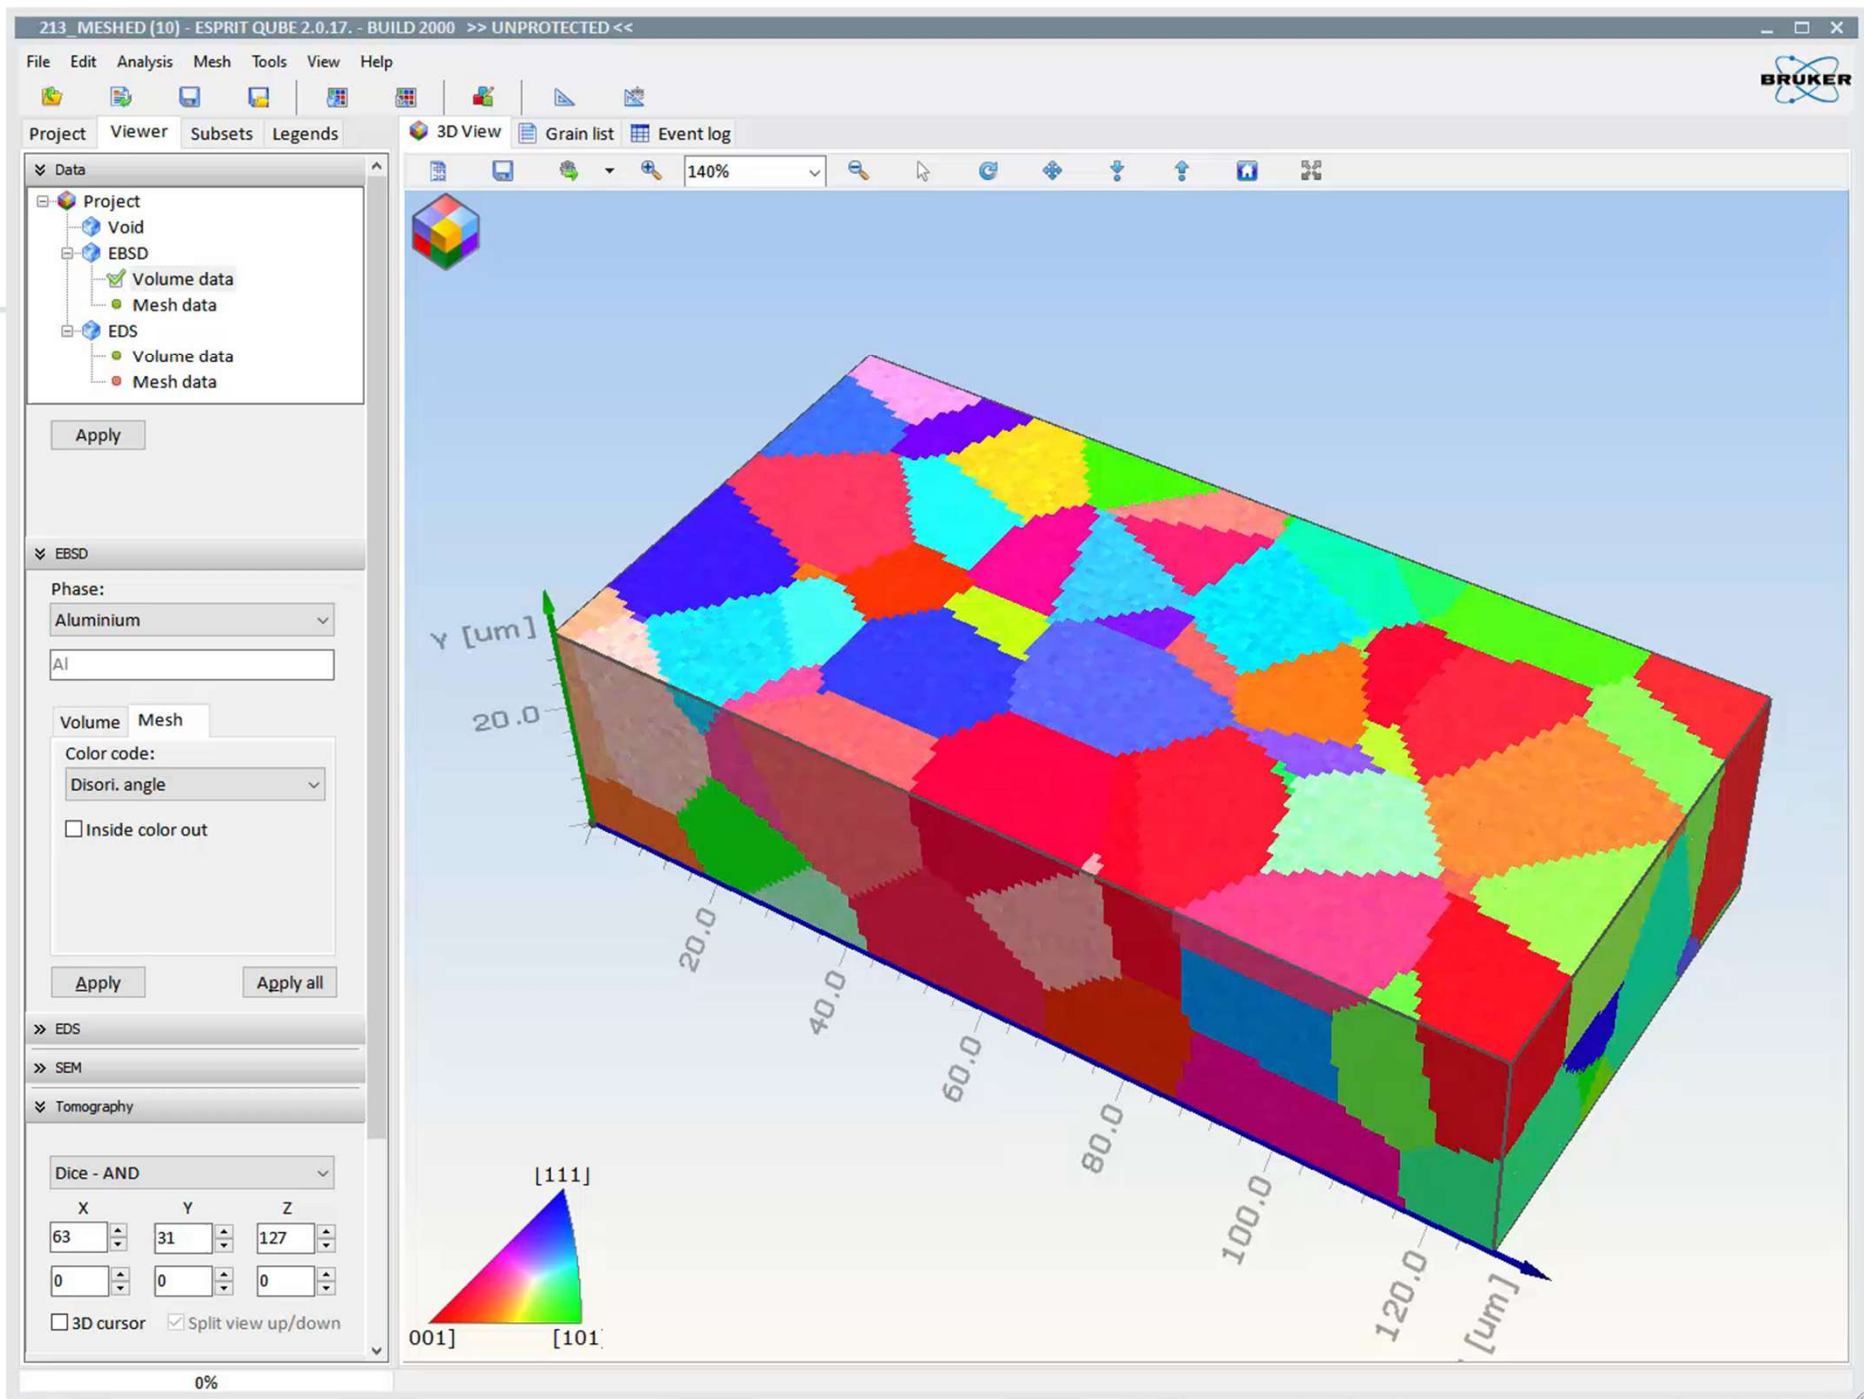 213_MESHED (10) - ESPRIT QUBE 2.0.17. - BUILD 2000 >> UNPROTECTED <<
File Edit Analysis Mesh Tools View Help
BRUKER
Project Viewer Subsets Legends
3D View Grain list Event log
Data
140%
Project
Void
EBSD
Volume data
Mesh data
EDS
Volume data
Mesh data
Apply
EBSD
Phase:
Aluminium
Al
Volume Mesh
Color code:
Disori. angle
Inside color out
Apply Apply all
EDS
SEM
Tomography
Dice - AND
X Y Z
63 31 127
0 0 0
3D cursor Split view up/down
0%
Y [um]
20.0
20.0
40.0
60.0
80.0
100.0
120.0
[um]
[111]
001]
[101